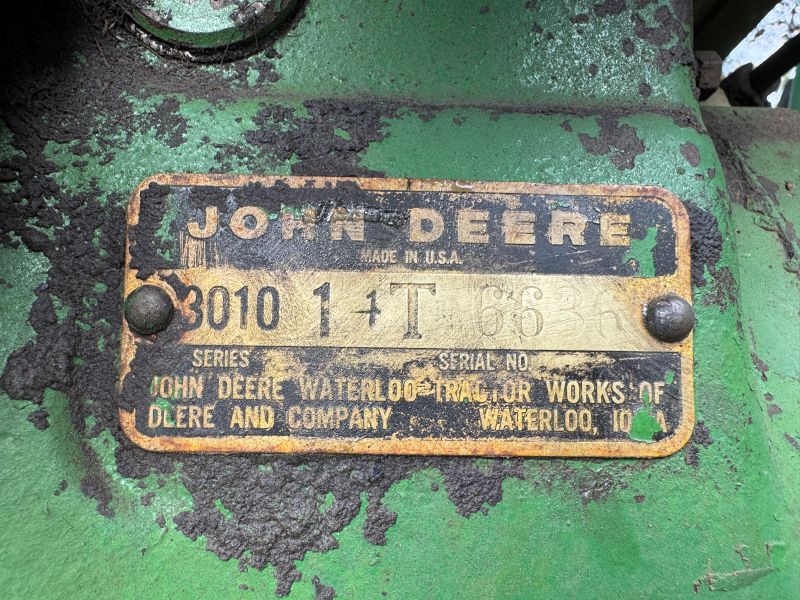 JOHN DEERE
MADE IN U.S.A.
3010 1 + T 6636
SERIES SERIAL NO.
JOHN DEERE WATERLOO TRACTOR WORKS OF
DEERE AND COMPANY WATERLOO, IOWA